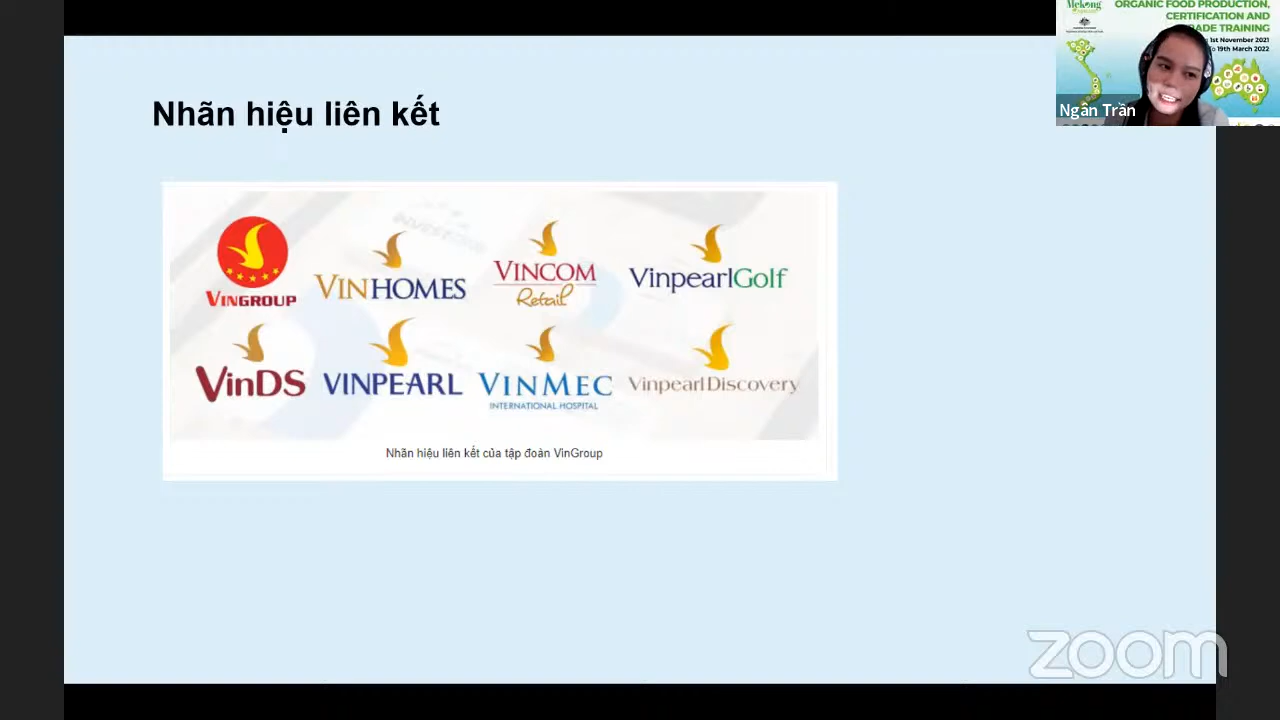 Mekong
ORGANIC FOOD PRODUCTION,
CERTIFICATION AND
ADE TRAINING
1st November 2021
To 19th March 2022
Ngân Trần
Nhãn hiệu liên kết
VINGROUP
VINHOMES
VINCOM
Retail
VinpearlGolf
VinDS
VINPEARL
VINMEC
INTERNATIONAL HOSPITAL
VinpearlDiscovery
Nhãn hiệu liên kết của tập đoàn VinGroup
zoom